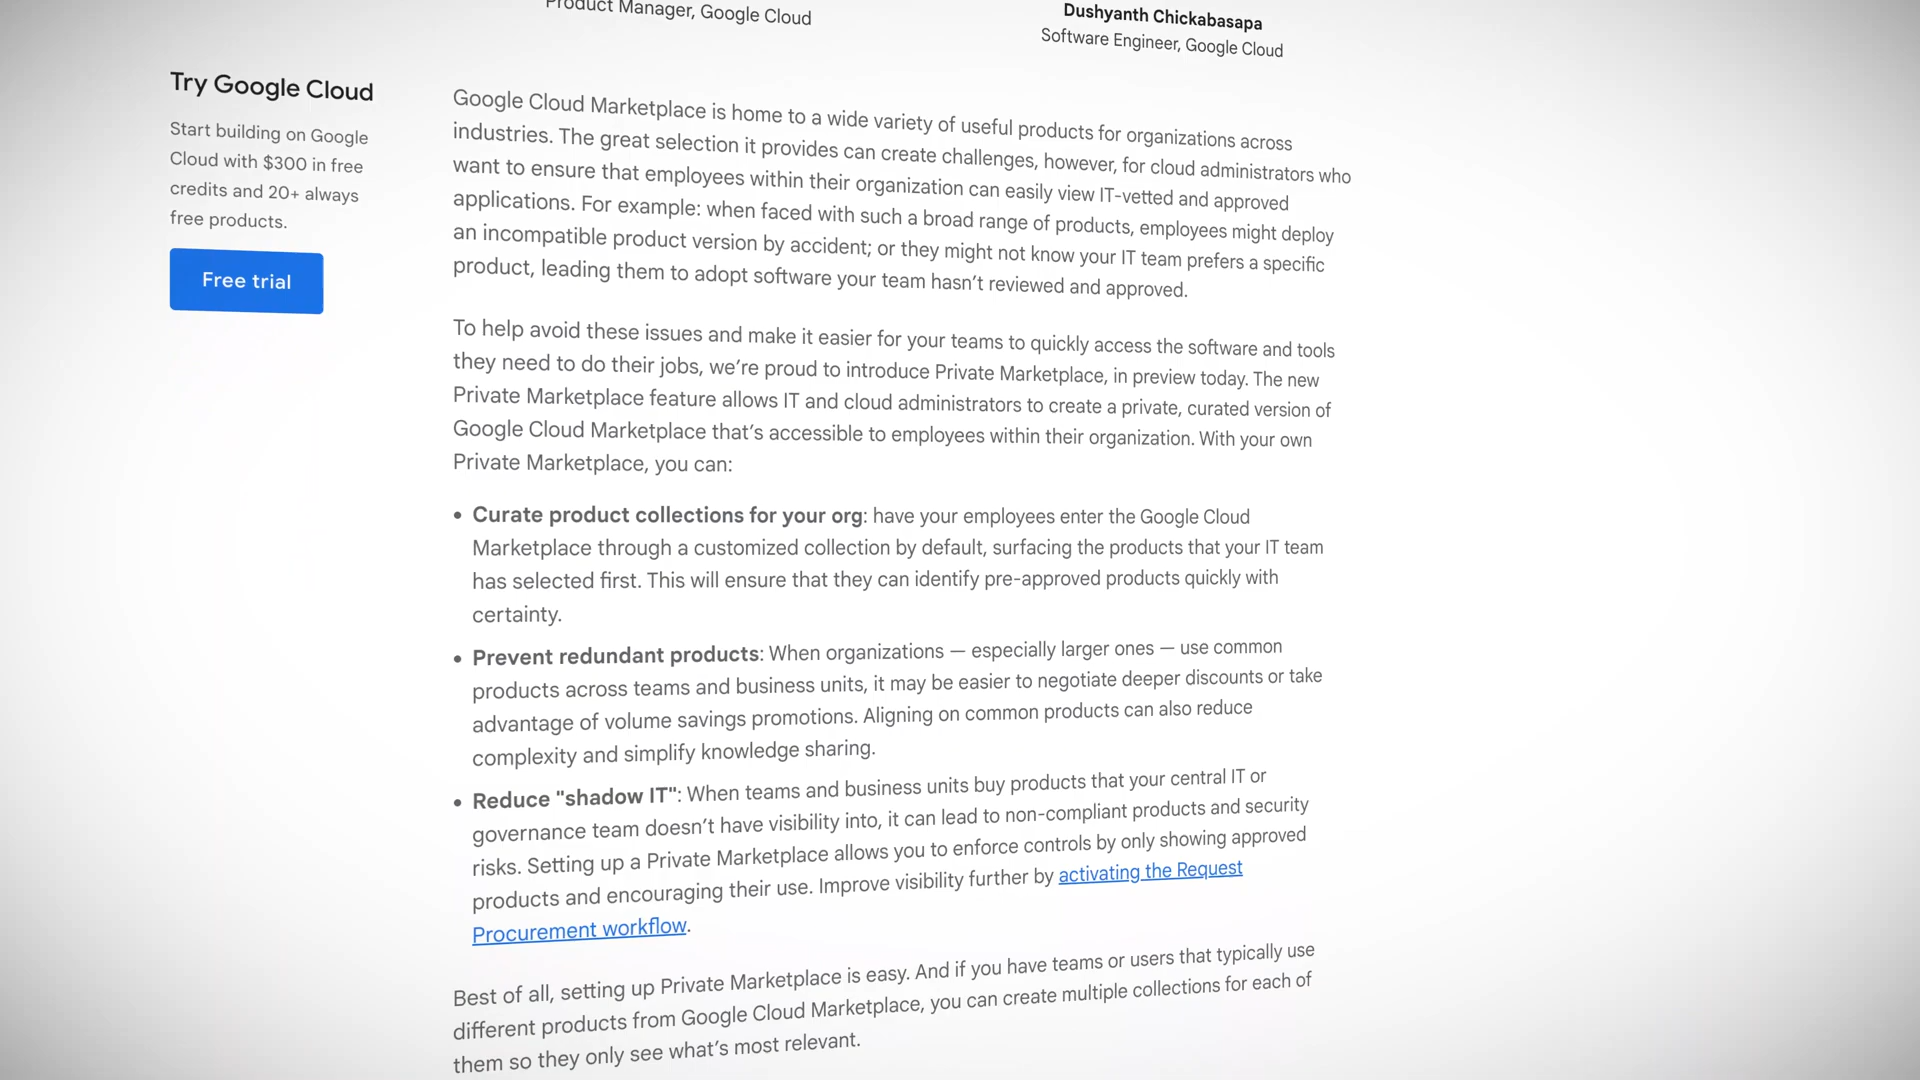 Product Manager, Google Cloud
Dushyanth Chickabasapa
Software Engineer, Google Cloud
Try Google Cloud
Start building on Google
Cloud with $300 in free
credits and 20+ always
free products.
Free trial
Google Cloud Marketplace is home to a wide variety of useful products for organizations across
industries. The great selection it provides can create challenges, however, for cloud administrators who
want to ensure that employees within their organization can easily view IT-vetted and approved
applications. For example: when faced with such a broad range of products, employees might deploy
an incompatible product version by accident; or they might not know your IT team prefers a specific
product, leading them to adopt software your team hasn’t reviewed and approved.
To help avoid these issues and make it easier for your teams to quickly access the software and tools
they need to do their jobs, we’re proud to introduce Private Marketplace, in preview today. The new
Private Marketplace feature allows IT and cloud administrators to create a private, curated version of
Google Cloud Marketplace that’s accessible to employees within their organization. With your own
Private Marketplace, you can:
• Curate product collections for your org: have your employees enter the Google Cloud
Marketplace through a customized collection by default, surfacing the products that your IT team
has selected first. This will ensure that they can identify pre-approved products quickly with
certainty.
• Prevent redundant products: When organizations — especially larger ones — use common
products across teams and business units, it may be easier to negotiate deeper discounts or take
advantage of volume savings promotions. Aligning on common products can also reduce
complexity and simplify knowledge sharing.
• Reduce "shadow IT": When teams and business units buy products that your central IT or
governance team doesn’t have visibility into, it can lead to non-compliant products and security
risks. Setting up a Private Marketplace allows you to enforce controls by only showing approved
products and encouraging their use. Improve visibility further by activating the Request
Procurement workflow.
Best of all, setting up Private Marketplace is easy. And if you have teams or users that typically use
different products from Google Cloud Marketplace, you can create multiple collections for each of
them so they only see what’s most relevant.